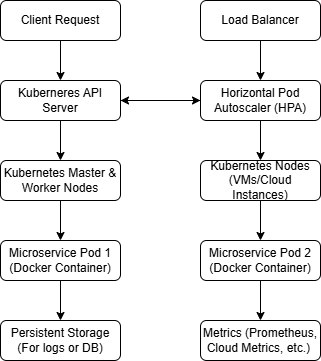 Client Request
Load Balancer
Kuberneres API
Server
Horizontal Pod
Autoscaler (HPA)
Kubernetes Master &
Worker Nodes
Kubernetes Nodes
(VMs/Cloud
Instances)
Microservice Pod 1
(Docker Container)
Microservice Pod 2
(Docker Container)
Persistent Storage
(For logs or DB)
Metrics (Prometheus,
Cloud Metrics, etc.)